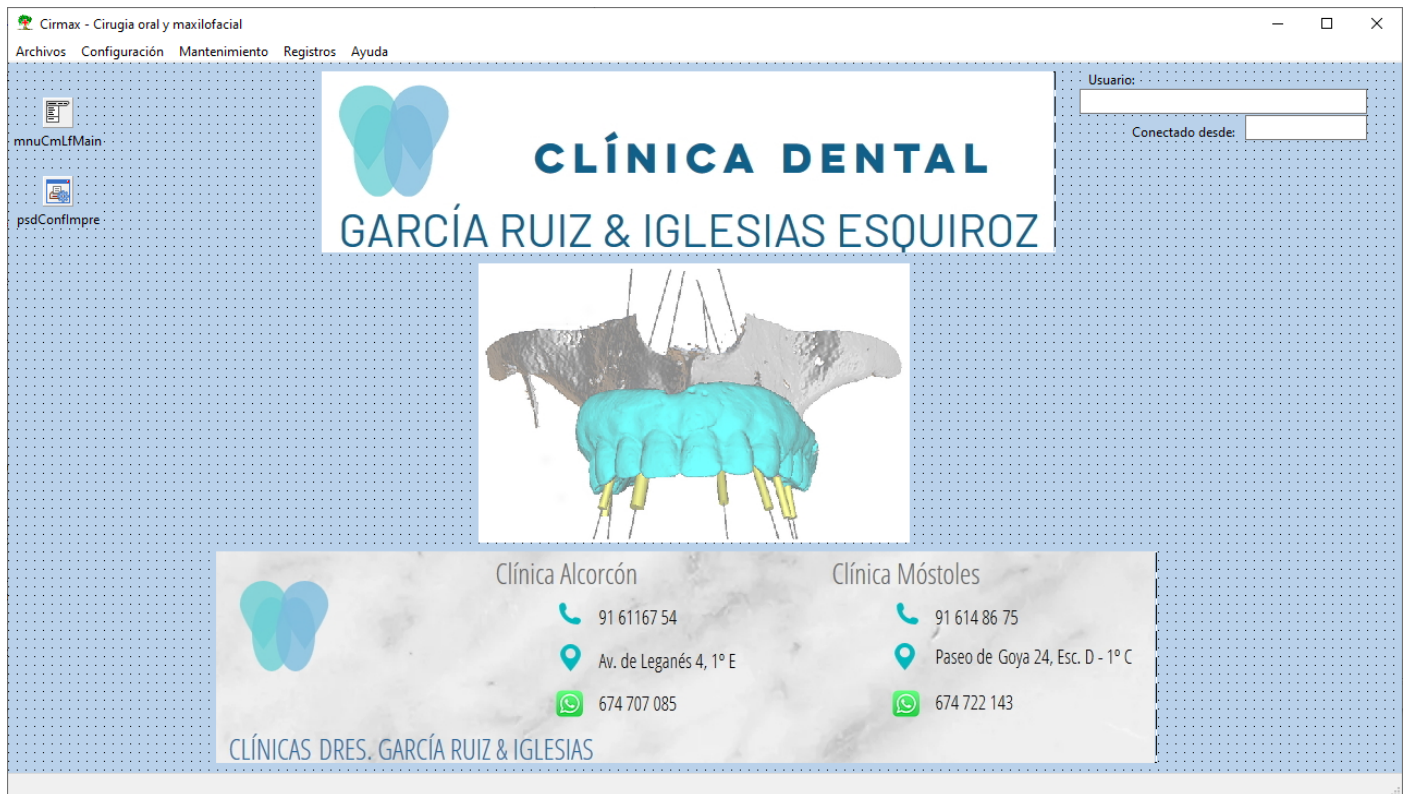 Cirmax - Cirugia oral y maxilofacial
Archivos Configuración Mantenimiento Registros Ayuda
mnuCmLfMain
psdConfImpre
CLÍNICA DENTAL
GARCÍA RUIZ & IGLESIAS ESQUIROZ
Usuario:
Conectado desde:
Clínica Alcorcón
91 61167 54
Av. de Leganés 4, 1º E
674 707 085
Clínica Móstoles
91 614 86 75
Paseo de Goya 24, Esc. D - 1º C
674 722 143
CLÍNICAS DRES. GARCÍA RUIZ & IGLESIAS